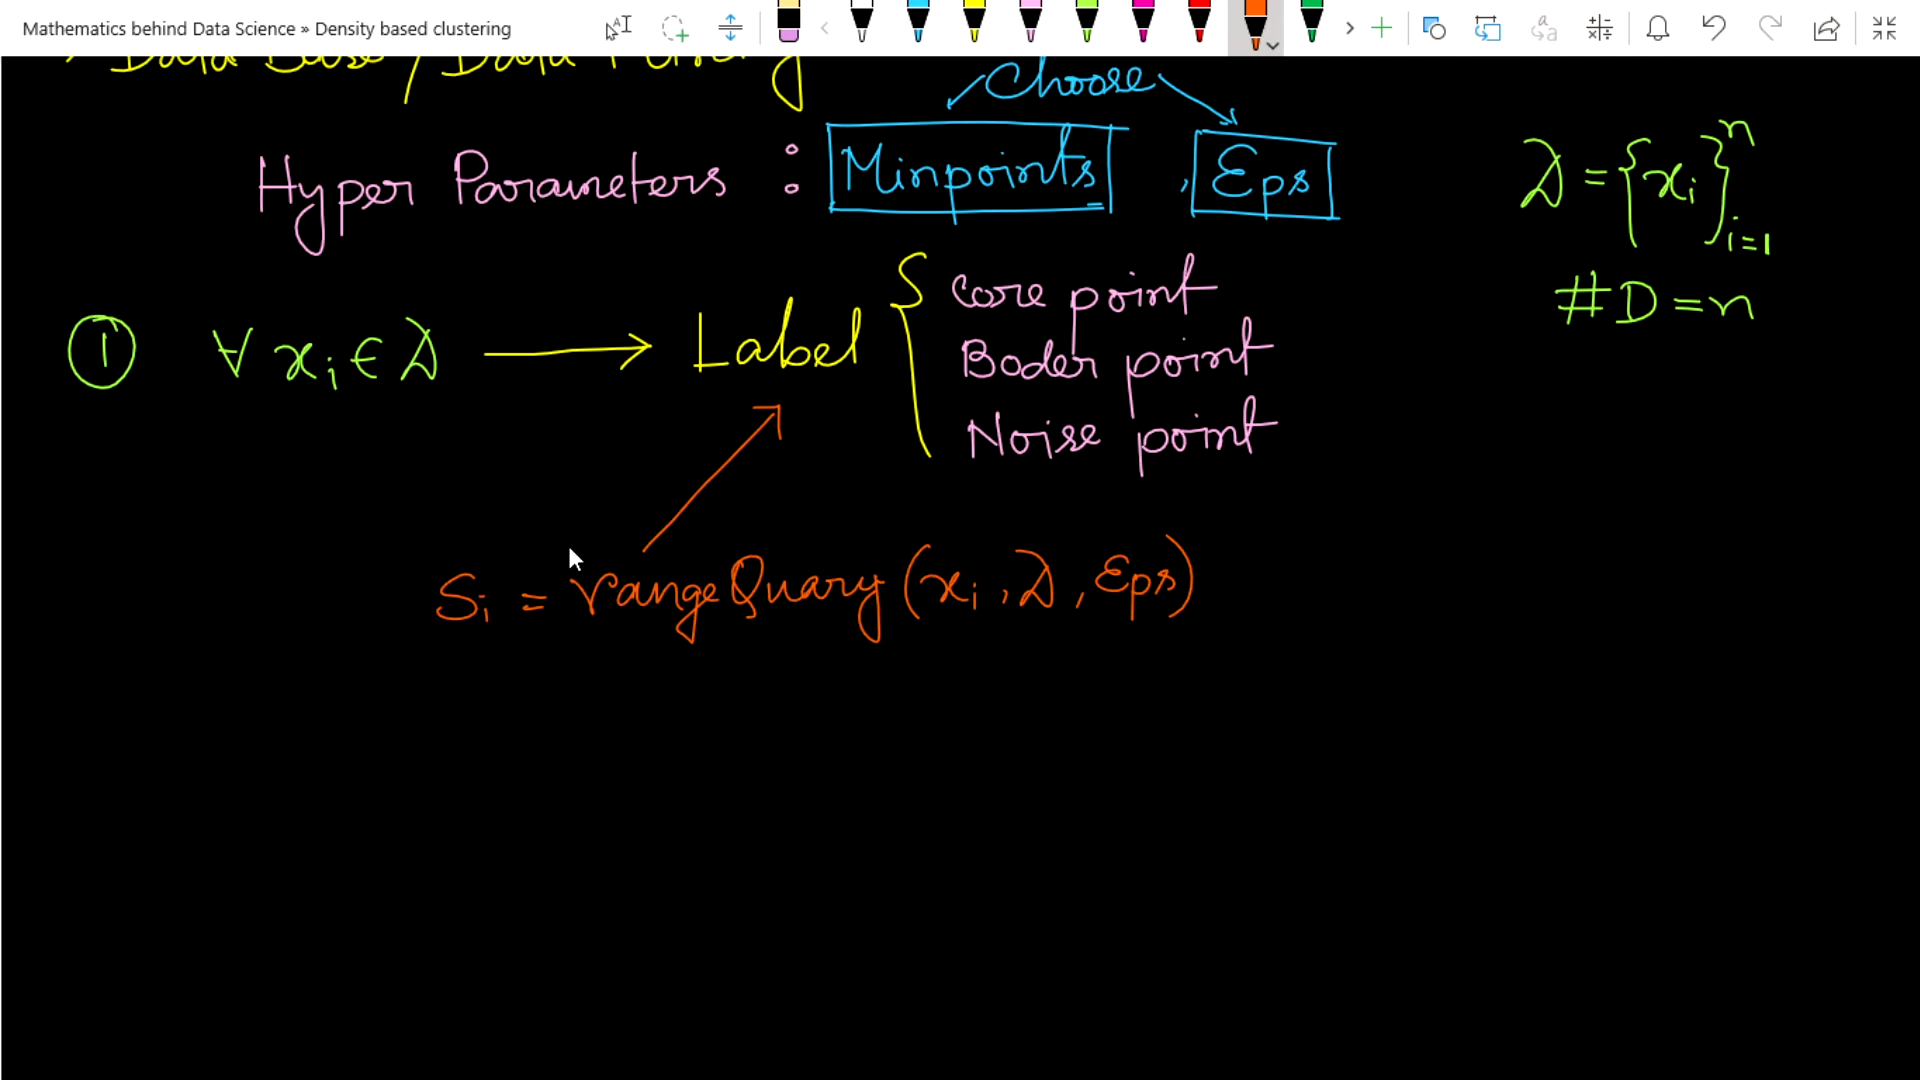 Mathematics behind Data Science » Density based clustering
Choose
Hyper Parameters : Minpoints , Eps
D = {xi}ⁿi=1
#D = n
① ∀ xi ∈ D → Label { Core point
Boder point
Noise point
Si = rangeQuary(xi, D, Eps)